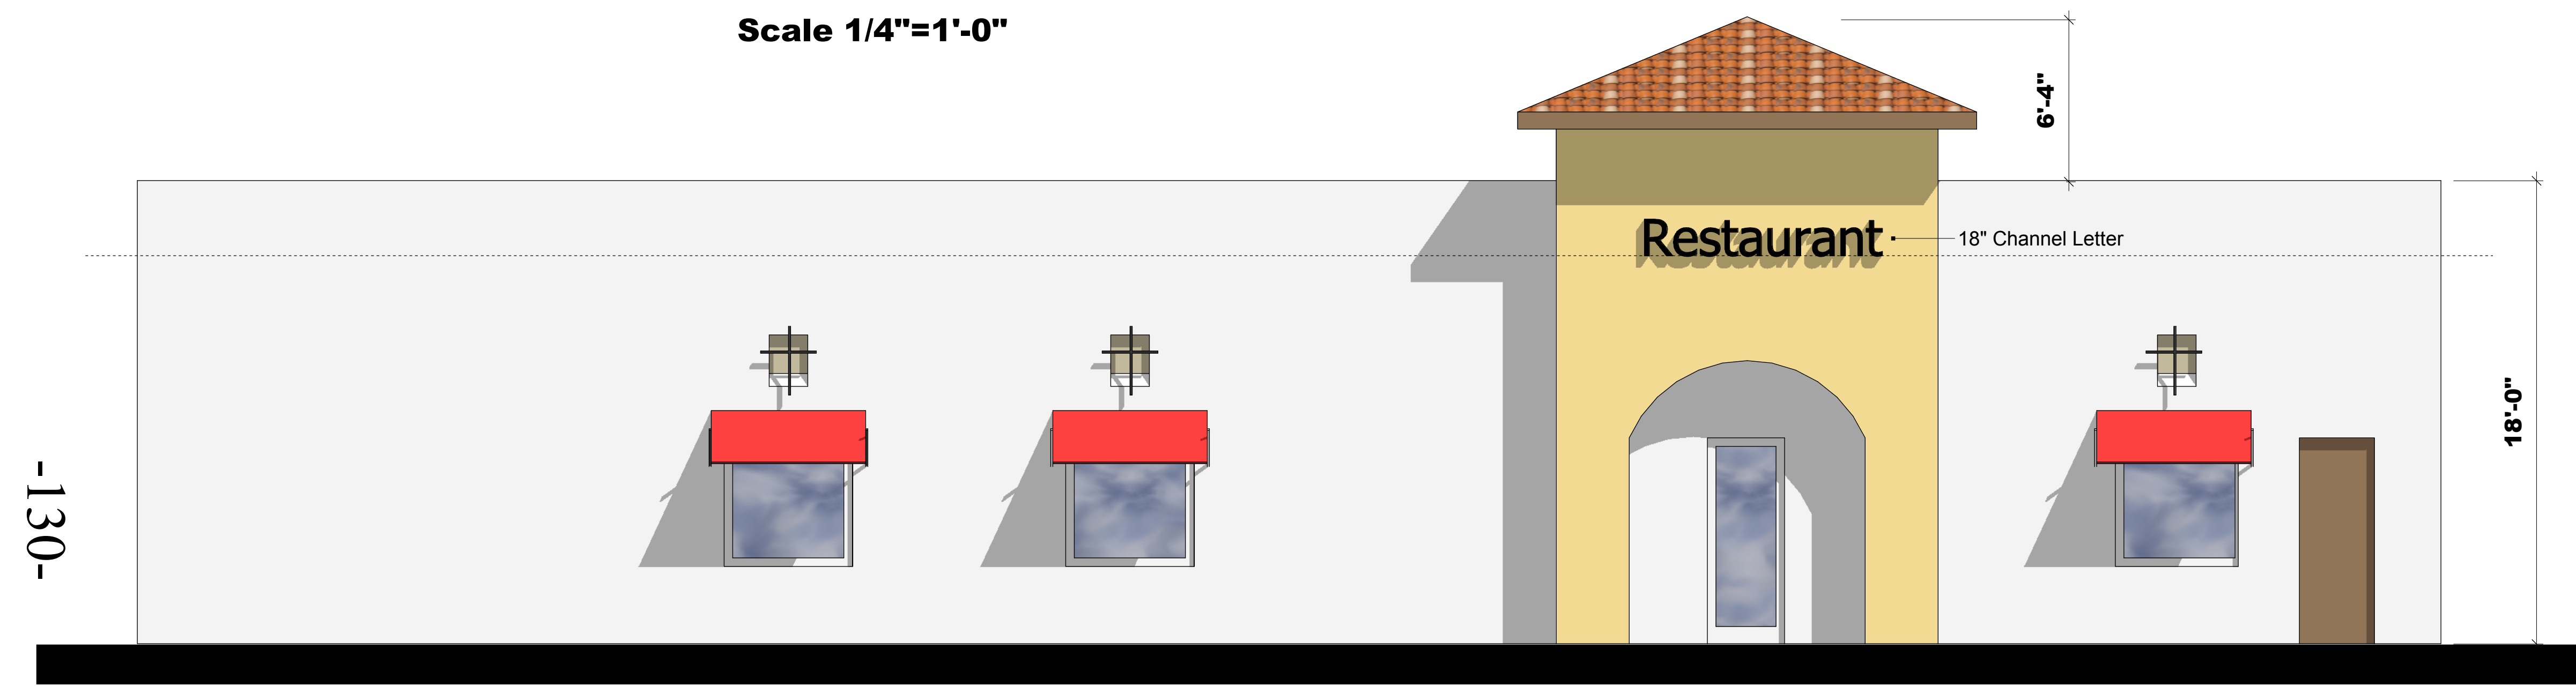 Scale 1/4"=1'-0"
6'-4"
Restaurant
18" Channel Letter
18'-0"
-130-